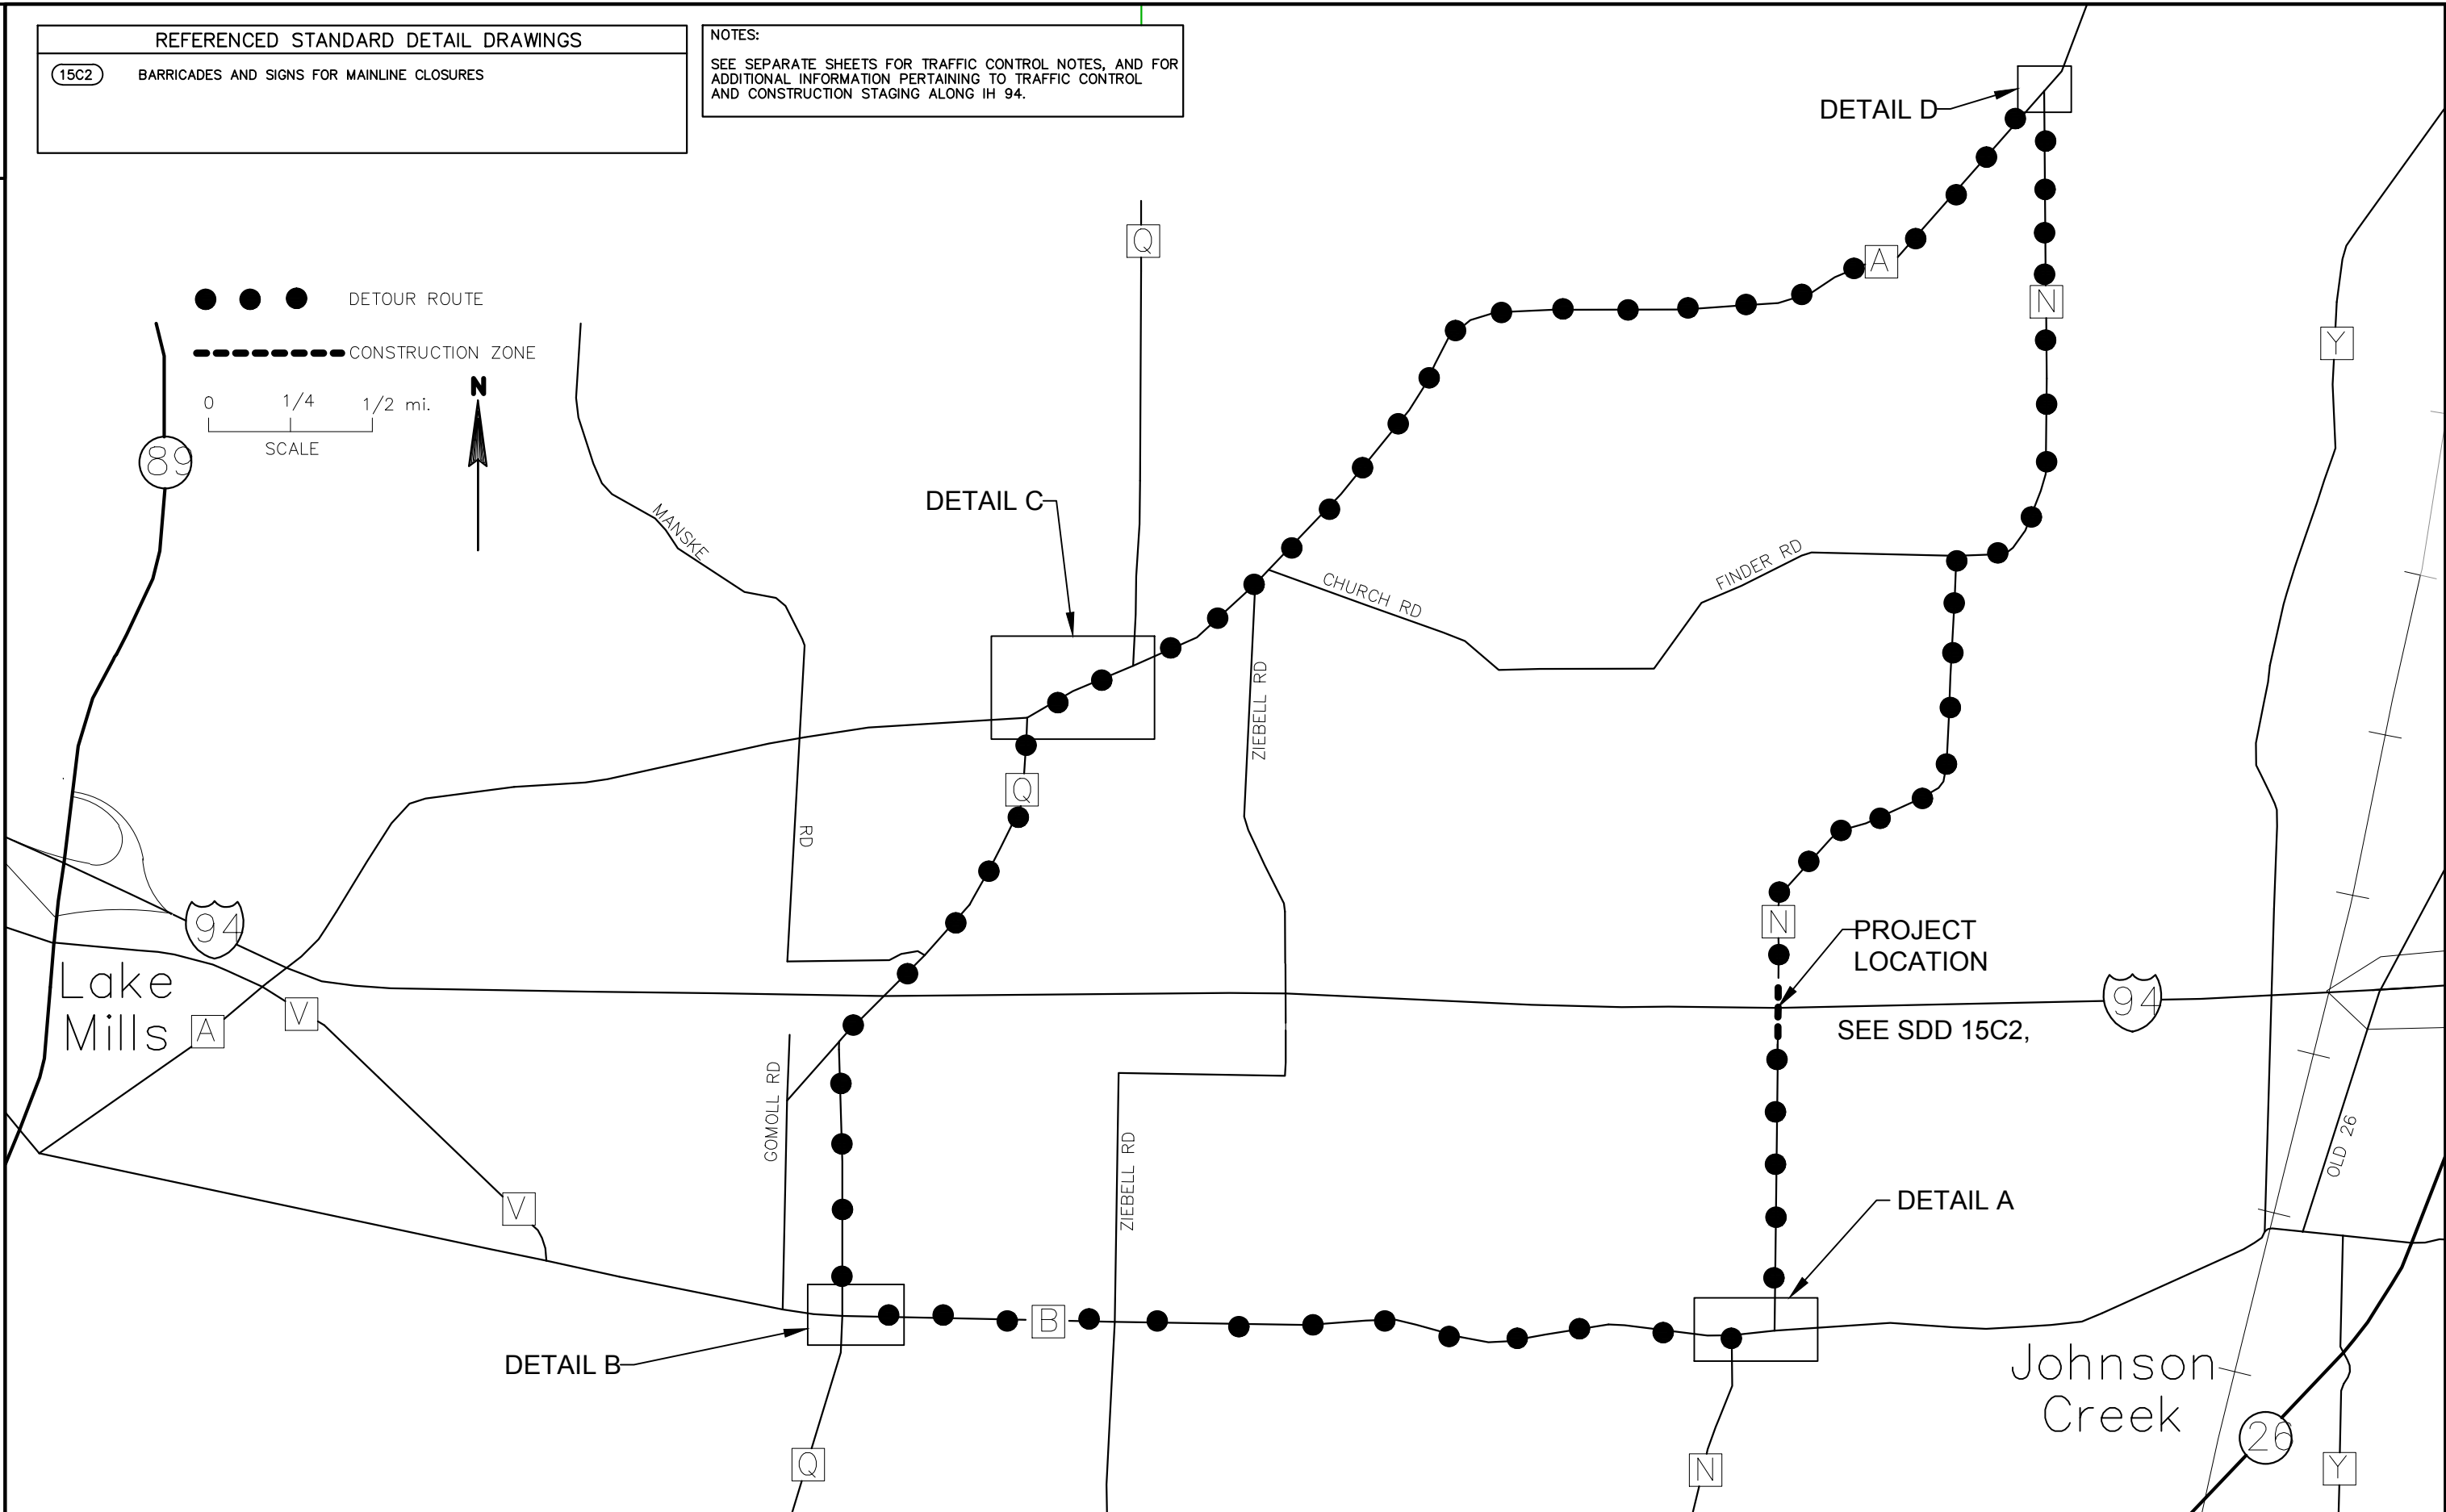 REFERENCED STANDARD DETAIL DRAWINGS
15C2 BARRICADES AND SIGNS FOR MAINLINE CLOSURES
NOTES:
SEE SEPARATE SHEETS FOR TRAFFIC CONTROL NOTES, AND FOR
ADDITIONAL INFORMATION PERTAINING TO TRAFFIC CONTROL
AND CONSTRUCTION STAGING ALONG IH 94.
DETAIL D
Q
A
DETOUR ROUTE
N
CONSTRUCTION ZONE
Y
N
0 1/4 1/2 mi.
SCALE
89
DETAIL C
MANSKE
RD
CHURCH RD
FINDER RD
ZIEBELL RD
Q
94
N
PROJECT
LOCATION
Lake
Mills
A
V
94
SEE SDD 15C2,
GOMOLL RD
ZIEBELL RD
OLD 26
V
DETAIL A
B
DETAIL B
Johnson
Creek
26
Q
N
Y